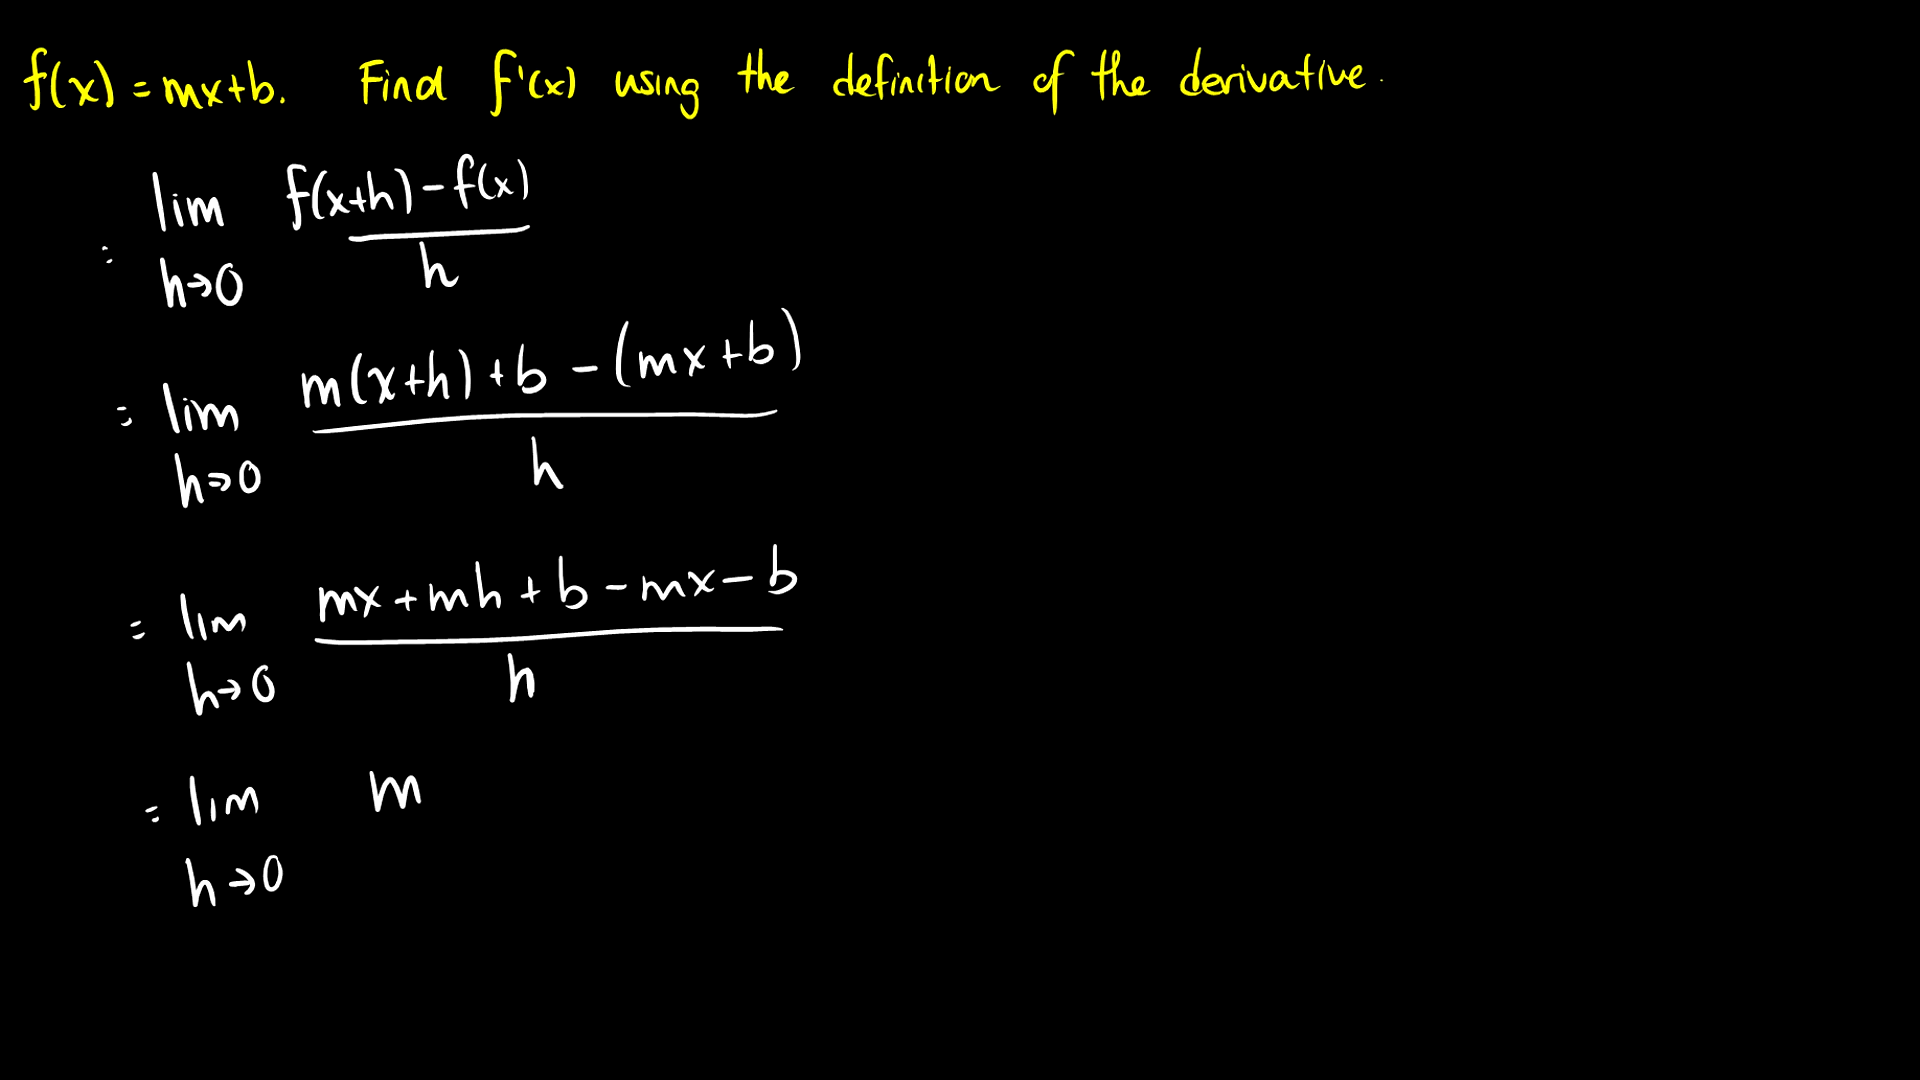 f(x) = mx+b. Find f'(x) using the definition of the derivative.
= lim h→0 f(x+h) - f(x) / h
= lim h→0 m(x+h) + b - (mx + b) / h
= lim h→0 mx + mh + b - mx - b / h
= lim h→0 m